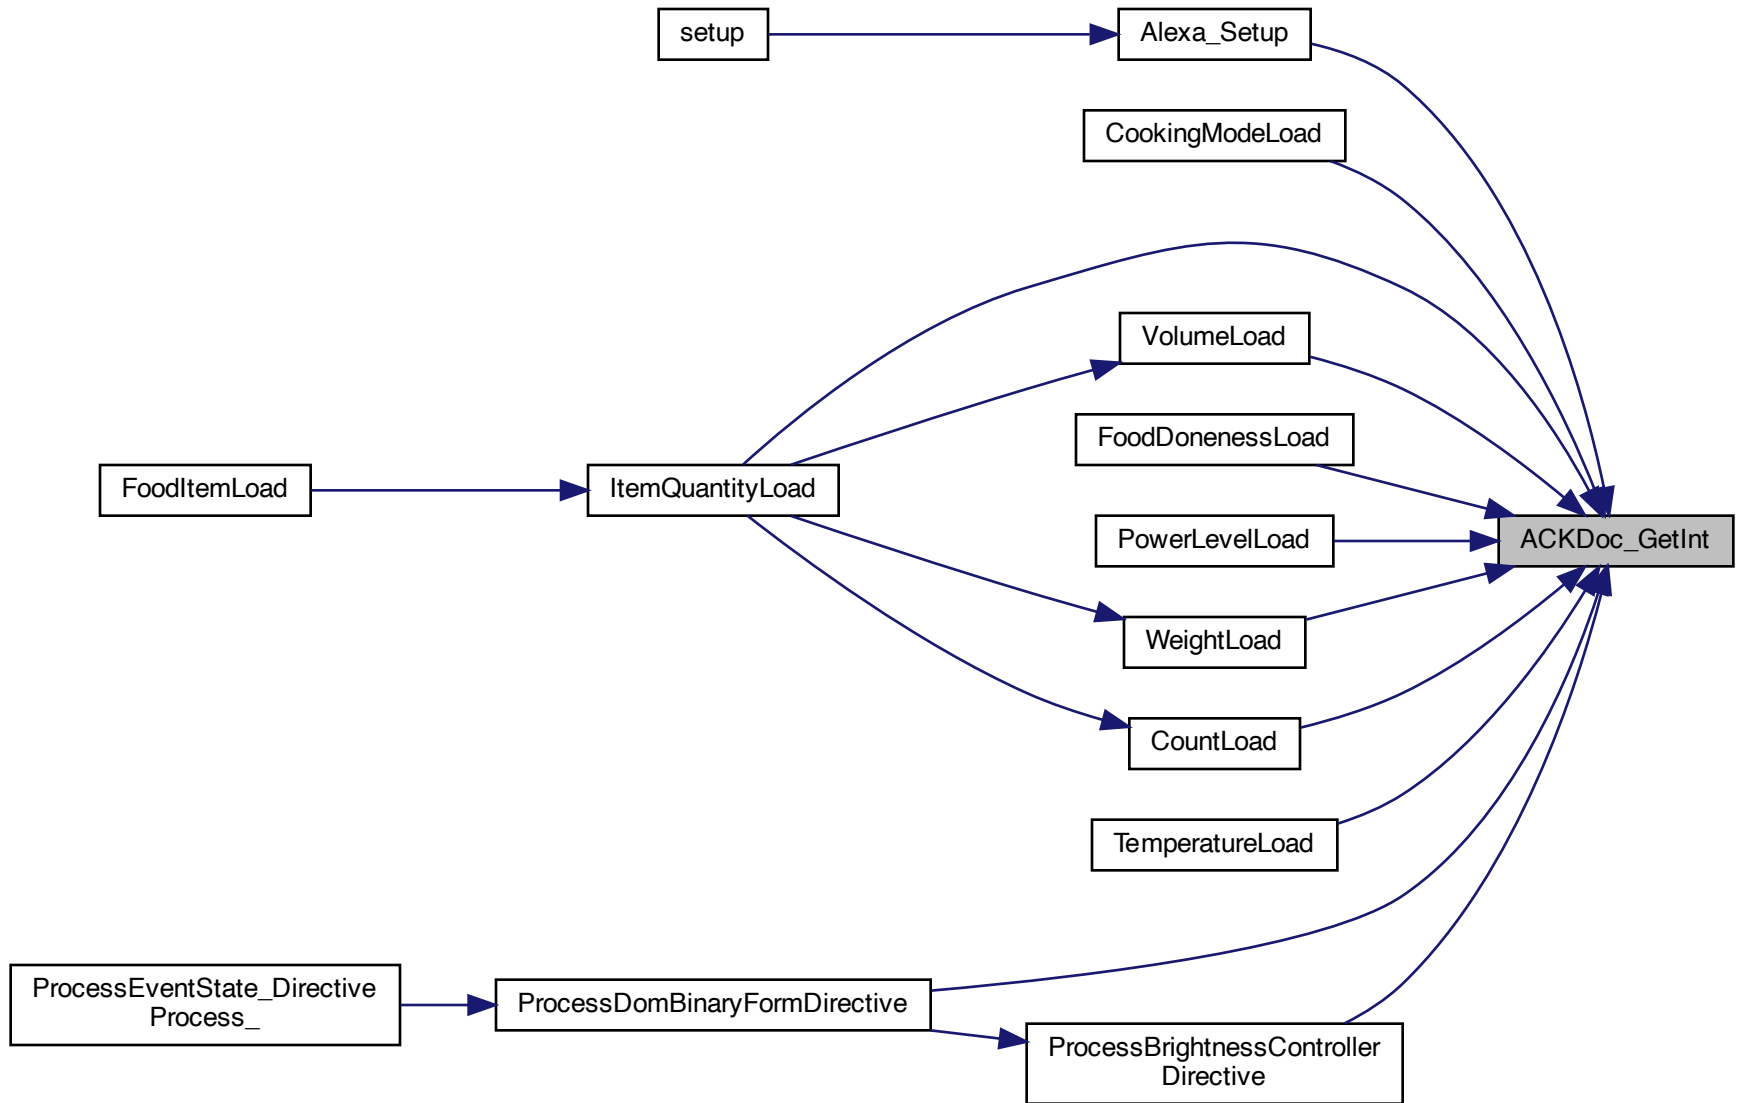 setup
Alexa_Setup
CookingModeLoad
VolumeLoad
FoodDonenessLoad
FoodItemLoad
ItemQuantityLoad
PowerLevelLoad
ACKDoc_GetInt
WeightLoad
CountLoad
TemperatureLoad
ProcessEventState_Directive
Process_
ProcessDomBinaryFormDirective
ProcessBrightnessController
Directive